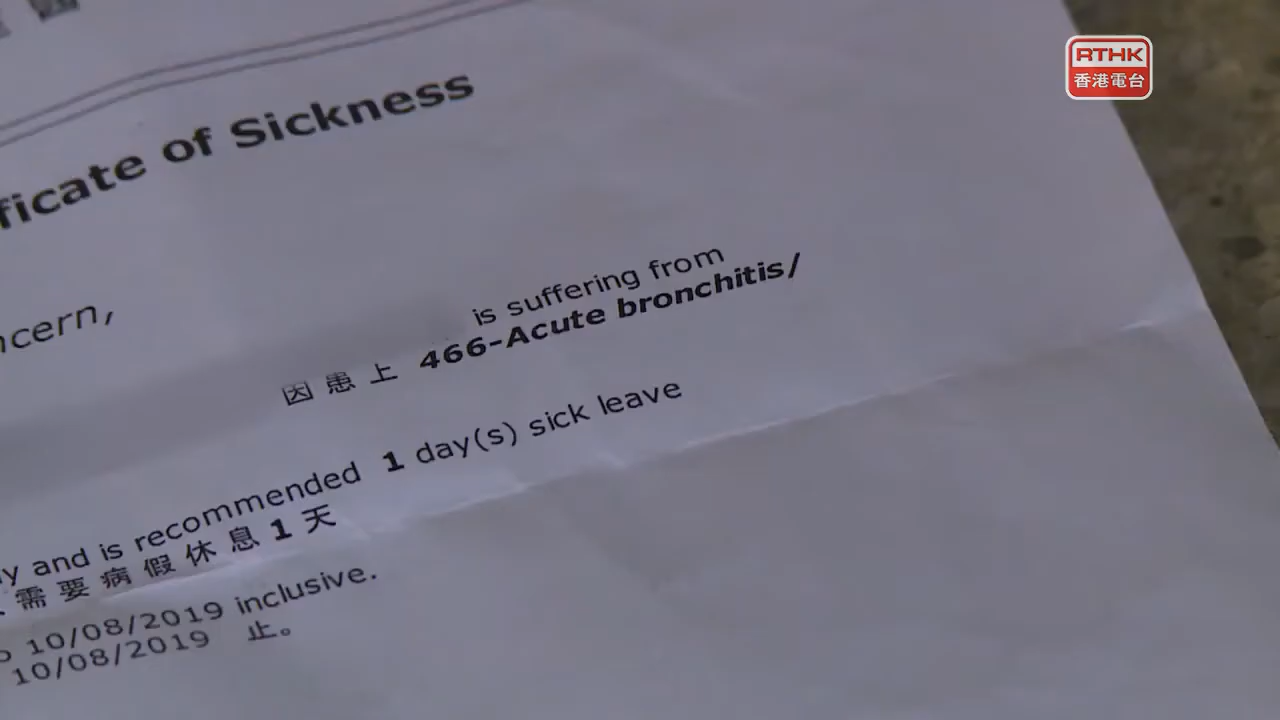 RTHK
香港電台
ficate of Sickness
ncern,
is suffering from
因患上 466-Acute bronchitis/
y and is recommended 1 day(s) sick leave
需要病假休息 1 天
10/08/2019 inclusive.
10/08/2019 止。